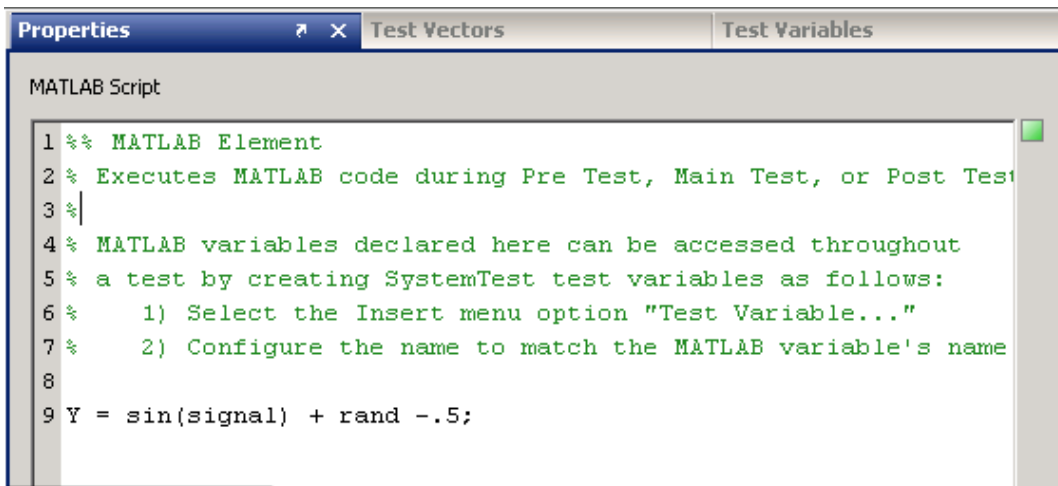 Properties Test Vectors Test Variables
MATLAB Script
1 %% MATLAB Element
2 % Executes MATLAB code during Pre Test, Main Test, or Post Test
3 %
4 % MATLAB variables declared here can be accessed throughout
5 % a test by creating SystemTest test variables as follows:
6 %    1) Select the Insert menu option "Test Variable..."
7 %    2) Configure the name to match the MATLAB variable's name
8
9 Y = sin(signal) + rand -.5;